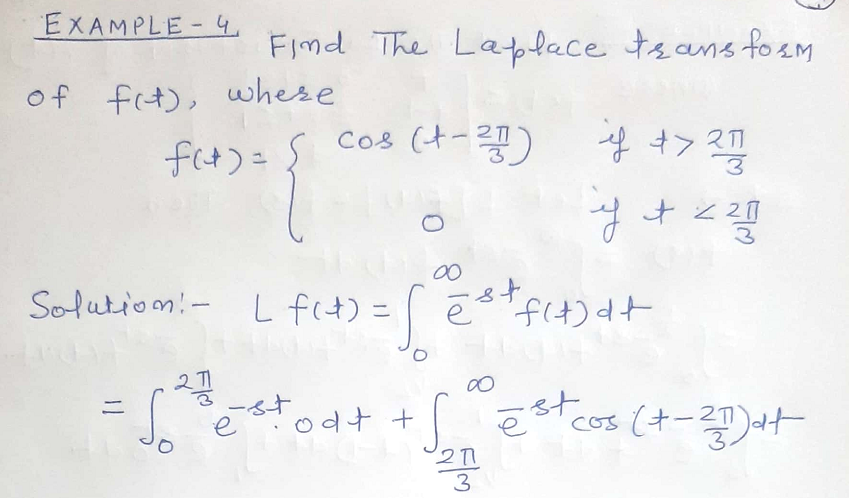 EXAMPLE-4. Find The Laplace transform
of f(t), where
f(t) = { cos (t - 2π/3) if t > 2π/3
0 if t < 2π/3
Solution:- L f(t) = ∫₀^∞ e^-st f(t) dt
= ∫₀^2π/3 e^-st . 0 dt + ∫_2π/3^∞ e^-st cos (t - 2π/3) dt